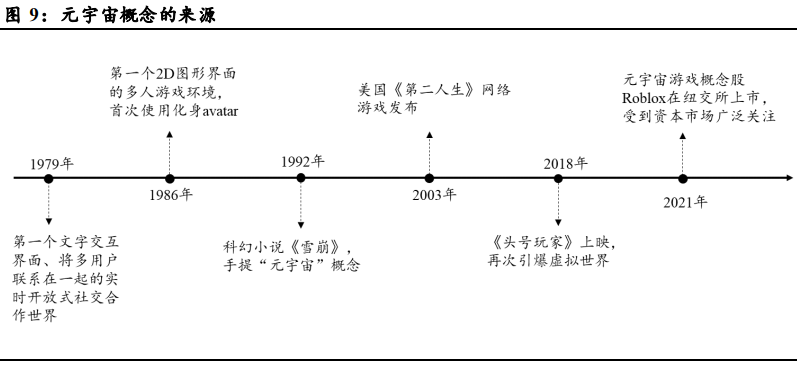 图 9：元宇宙概念的来源
第一个2D图形界面
的多人游戏环境，
首次使用化身avatar
美国《第二人生》网络
游戏发布
元宇宙游戏概念股
Roblox在纽交所上市，
受到资本市场广泛关注
1979年
1992年
2018年
1986年
2003年
2021年
第一个文字交互
界面、将多用户
联系在一起的实
时开放式社交合
作世界
科幻小说《雪崩》，
手提“元宇宙”概念
《头号玩家》上映，
再次引爆虚拟世界